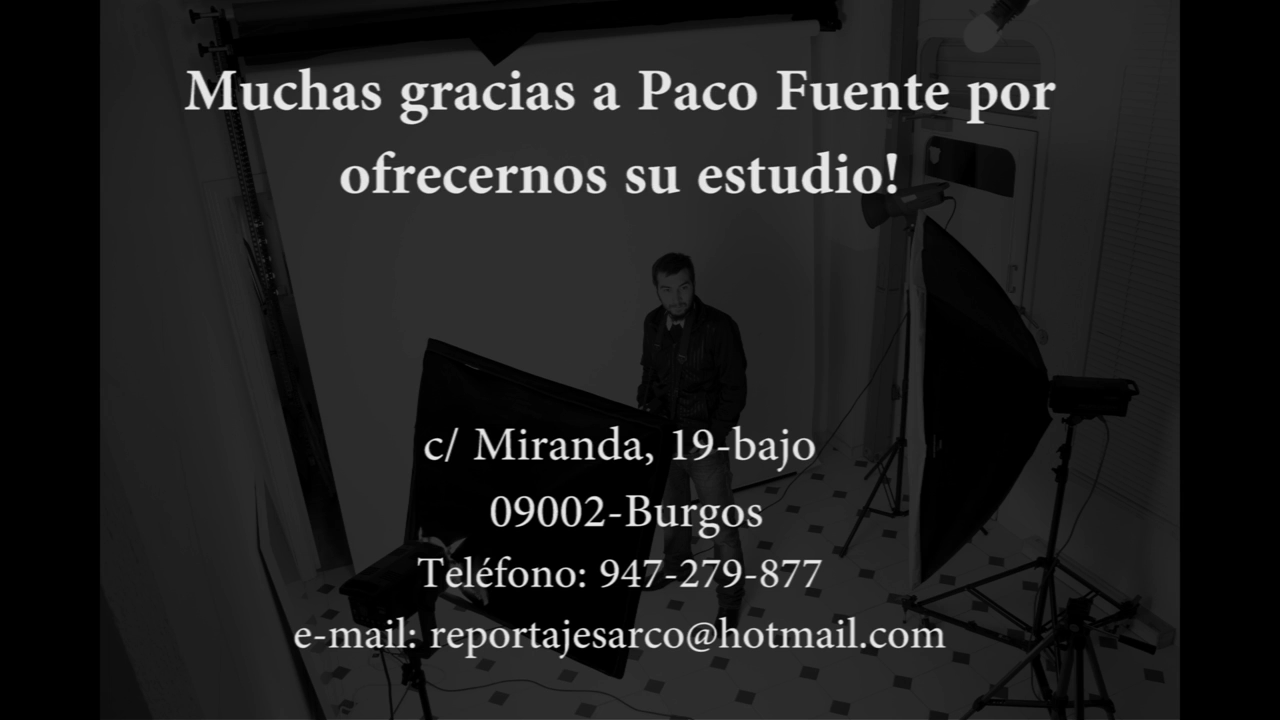 Muchas gracias a Paco Fuente por
ofrecernos su estudio!
c/ Miranda, 19-bajo
09002-Burgos
Teléfono: 947-279-877
e-mail: reportajesarco@hotmail.com